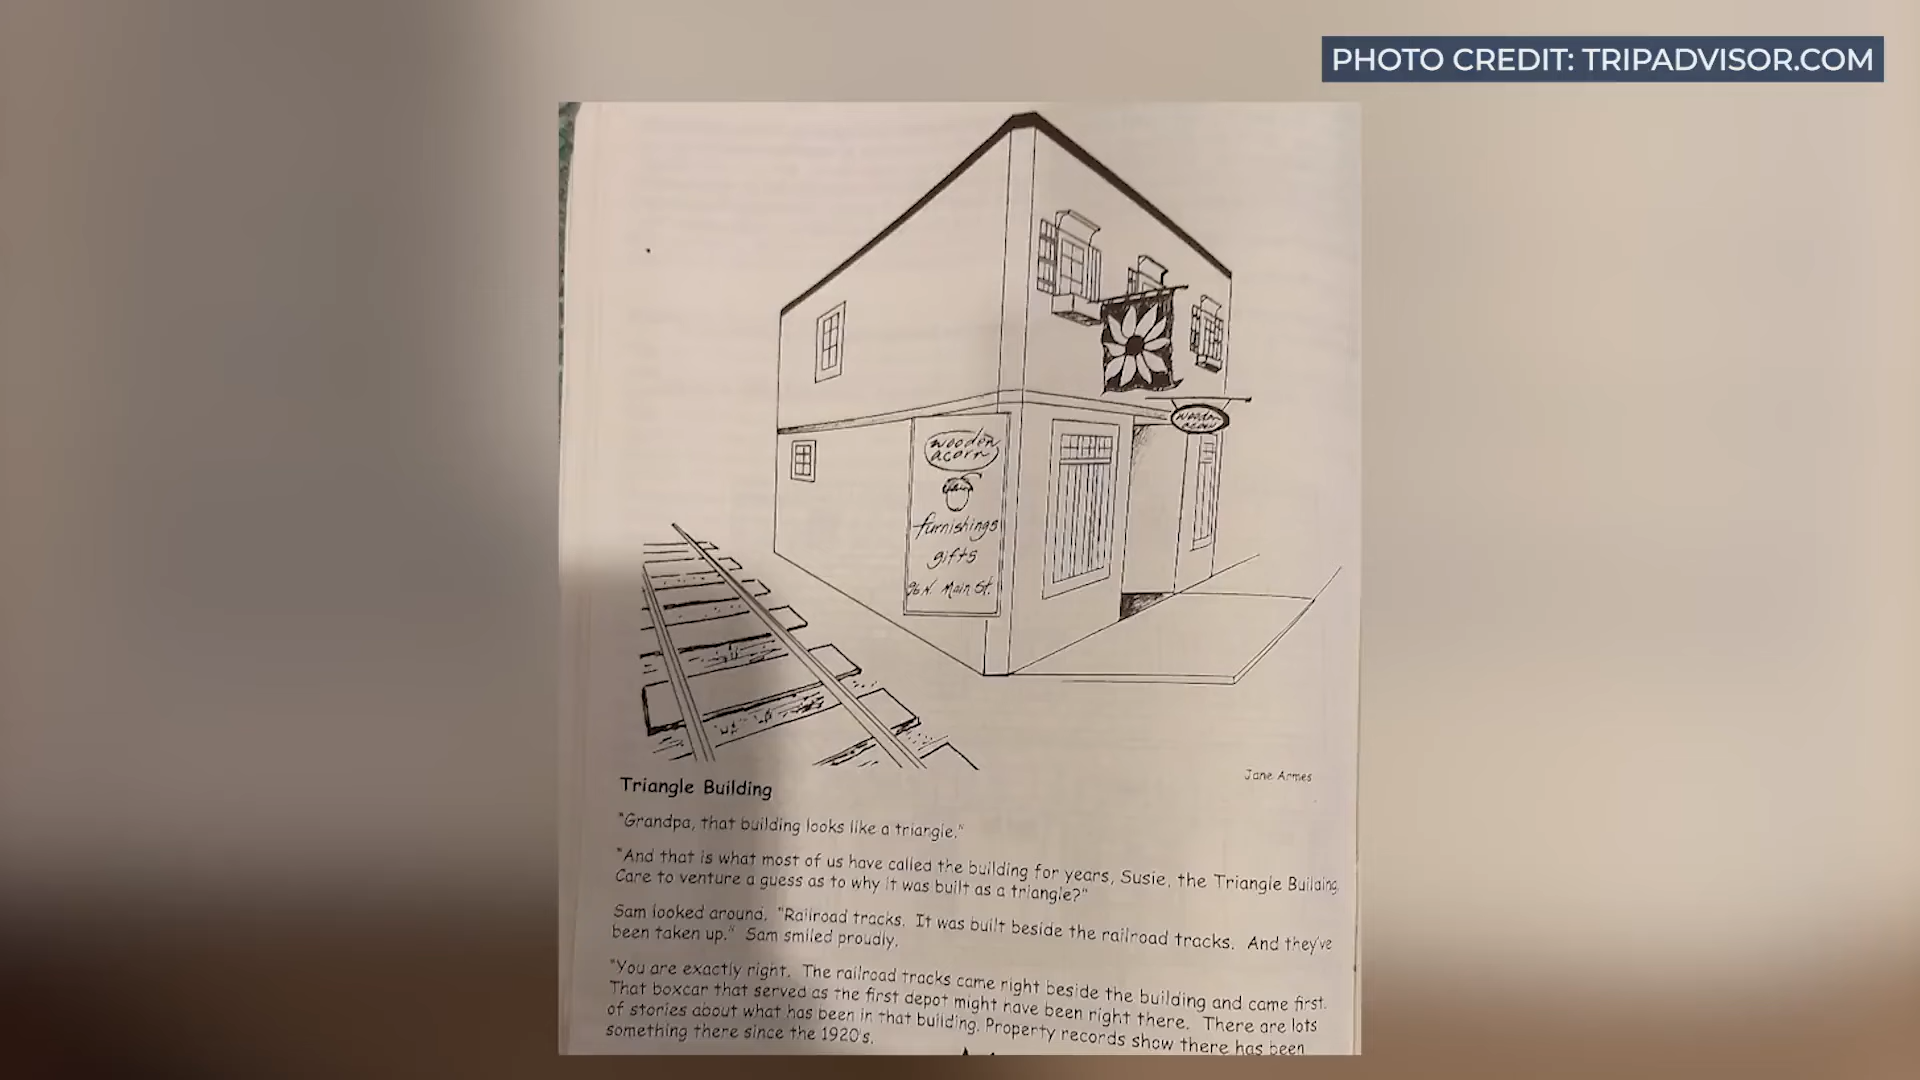 PHOTO CREDIT: TRIPADVISOR.COM
wooden
acorn
wooden
acorn
furnishings
gifts
96 N. Main St.
Jane Armes
Triangle Building
"Grandpa, that building looks like a triangle."
"And that is what most of us have called the building for years, Susie, the Triangle Building.
Care to venture a guess as to why it was built as a triangle?"
Sam looked around. "Railroad tracks. It was built beside the railroad tracks. And they've
been taken up." Sam smiled proudly.
"You are exactly right. The railroad tracks came right beside the building and came first.
That boxcar that served as the first depot might have been right there. There are lots
of stories about what has been in that building. Property records show there has been
something there since the 1920's.